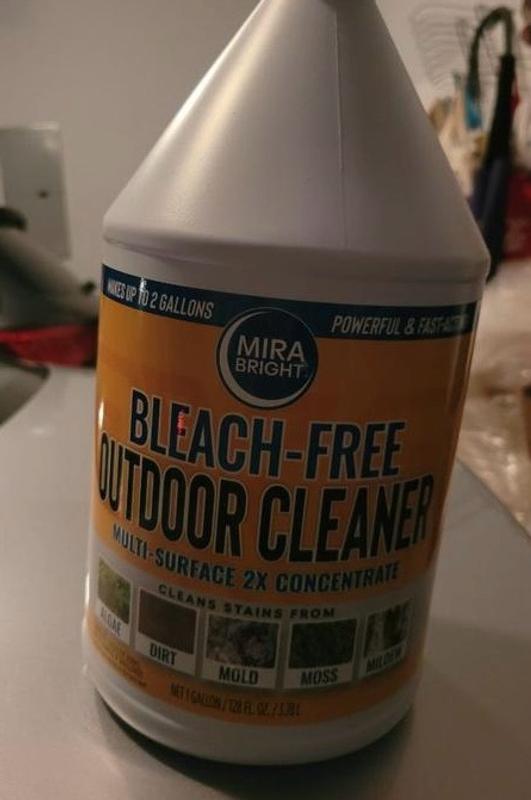 MAKES UP TO 2 GALLONS
POWERFUL & FAST-ACTING
MIRA
BRIGHT
BLEACH-FREE
OUTDOOR CLEANER
MULTI-SURFACE 2X CONCENTRATE
CLEANS STAINS FROM
ALGAE
DIRT
MOLD
MOSS
MILDEW
NET 1 GALLON / 128 FL. OZ. / 3.78 L